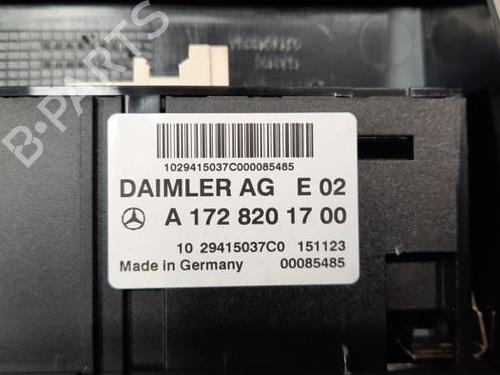 B-PARTS
1029415037C000085485
DAIMLER AG E 02
A 172 820 17 00
10 29415037C0 151123
Made in Germany 00085485